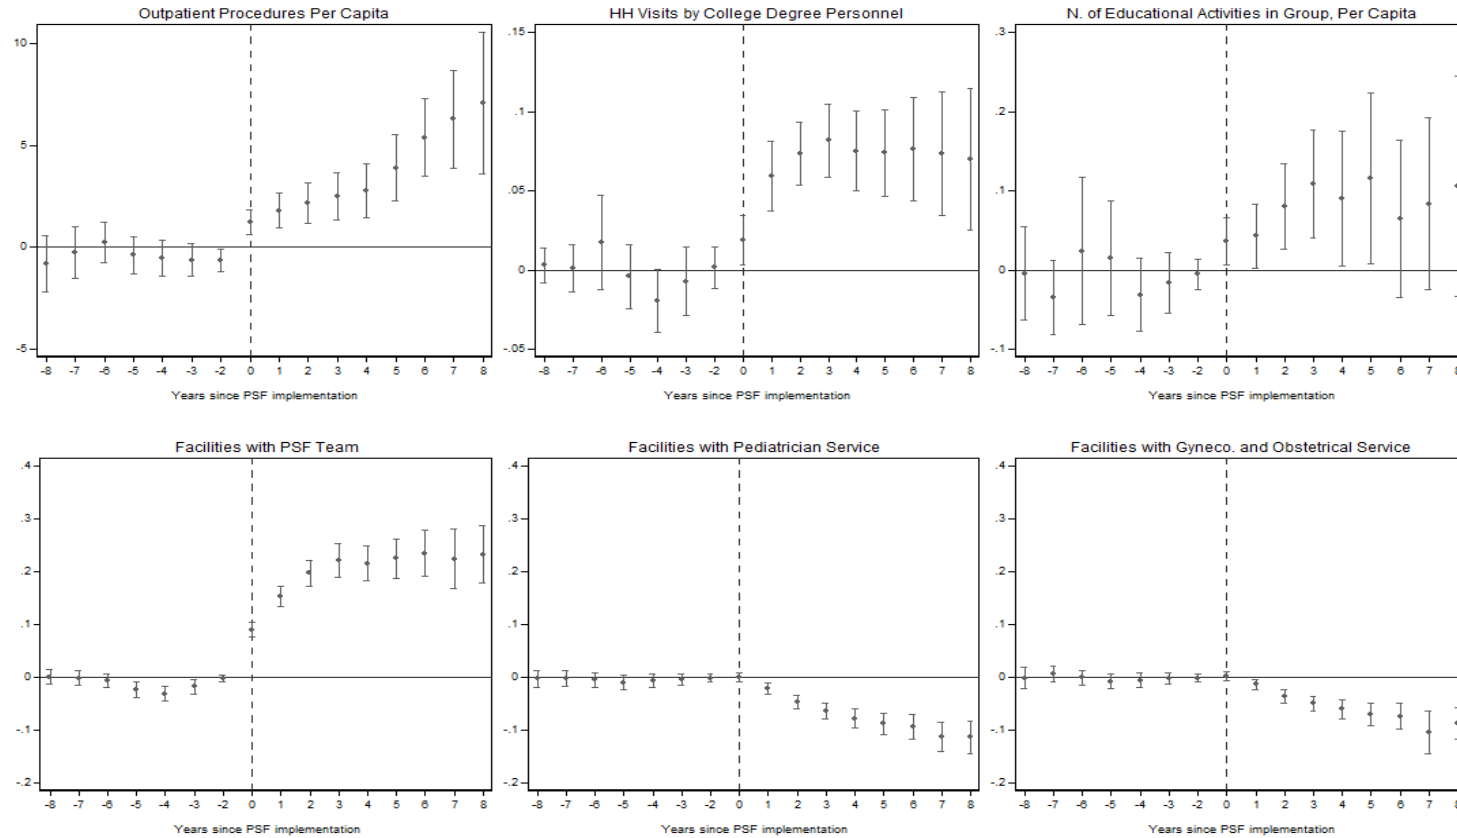 Outpatient Procedures Per Capita
10
5
0
-5
-8 -7 -6 -5 -4 -3 -2 0 1 2 3 4 5 6 7 8
Years since PSF implementation
HH Visits by College Degree Personnel
.15
.1
.05
0
-.05
-8 -7 -6 -5 -4 -3 -2 0 1 2 3 4 5 6 7 8
Years since PSF implementation
N. of Educational Activities in Group, Per Capita
.3
.2
.1
0
-.1
-8 -7 -6 -5 -4 -3 -2 0 1 2 3 4 5 6 7 8
Years since PSF implementation
Facilities with PSF Team
.4
.3
.2
.1
0
-.1
-.2
-8 -7 -6 -5 -4 -3 -2 0 1 2 3 4 5 6 7 8
Years since PSF implementation
Facilities with Pediatrician Service
.4
.3
.2
.1
0
-.1
-.2
-8 -7 -6 -5 -4 -3 -2 0 1 2 3 4 5 6 7 8
Years since PSF implementation
Facilities with Gyneco. and Obstetrical Service
.4
.3
.2
.1
0
-.1
-.2
-8 -7 -6 -5 -4 -3 -2 0 1 2 3 4 5 6 7 8
Years since PSF implementation